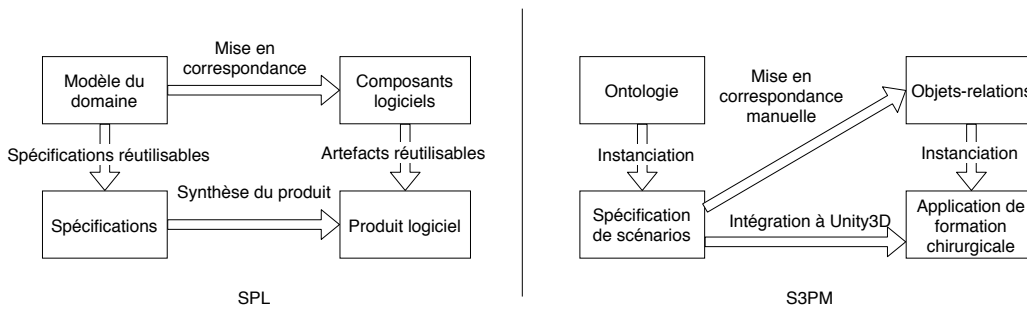 Mise en
correspondance
Modèle du
domaine
Composants
logiciels
Spécifications réutilisables
Artefacts réutilisables
Synthèse du produit
Spécifications
Produit logiciel
SPL
Ontologie
Mise en
correspondance
manuelle
Objets-relations
Instanciation
Instanciation
Spécification
de scénarios
Intégration à Unity3D
Application de
formation
chirurgicale
S3PM